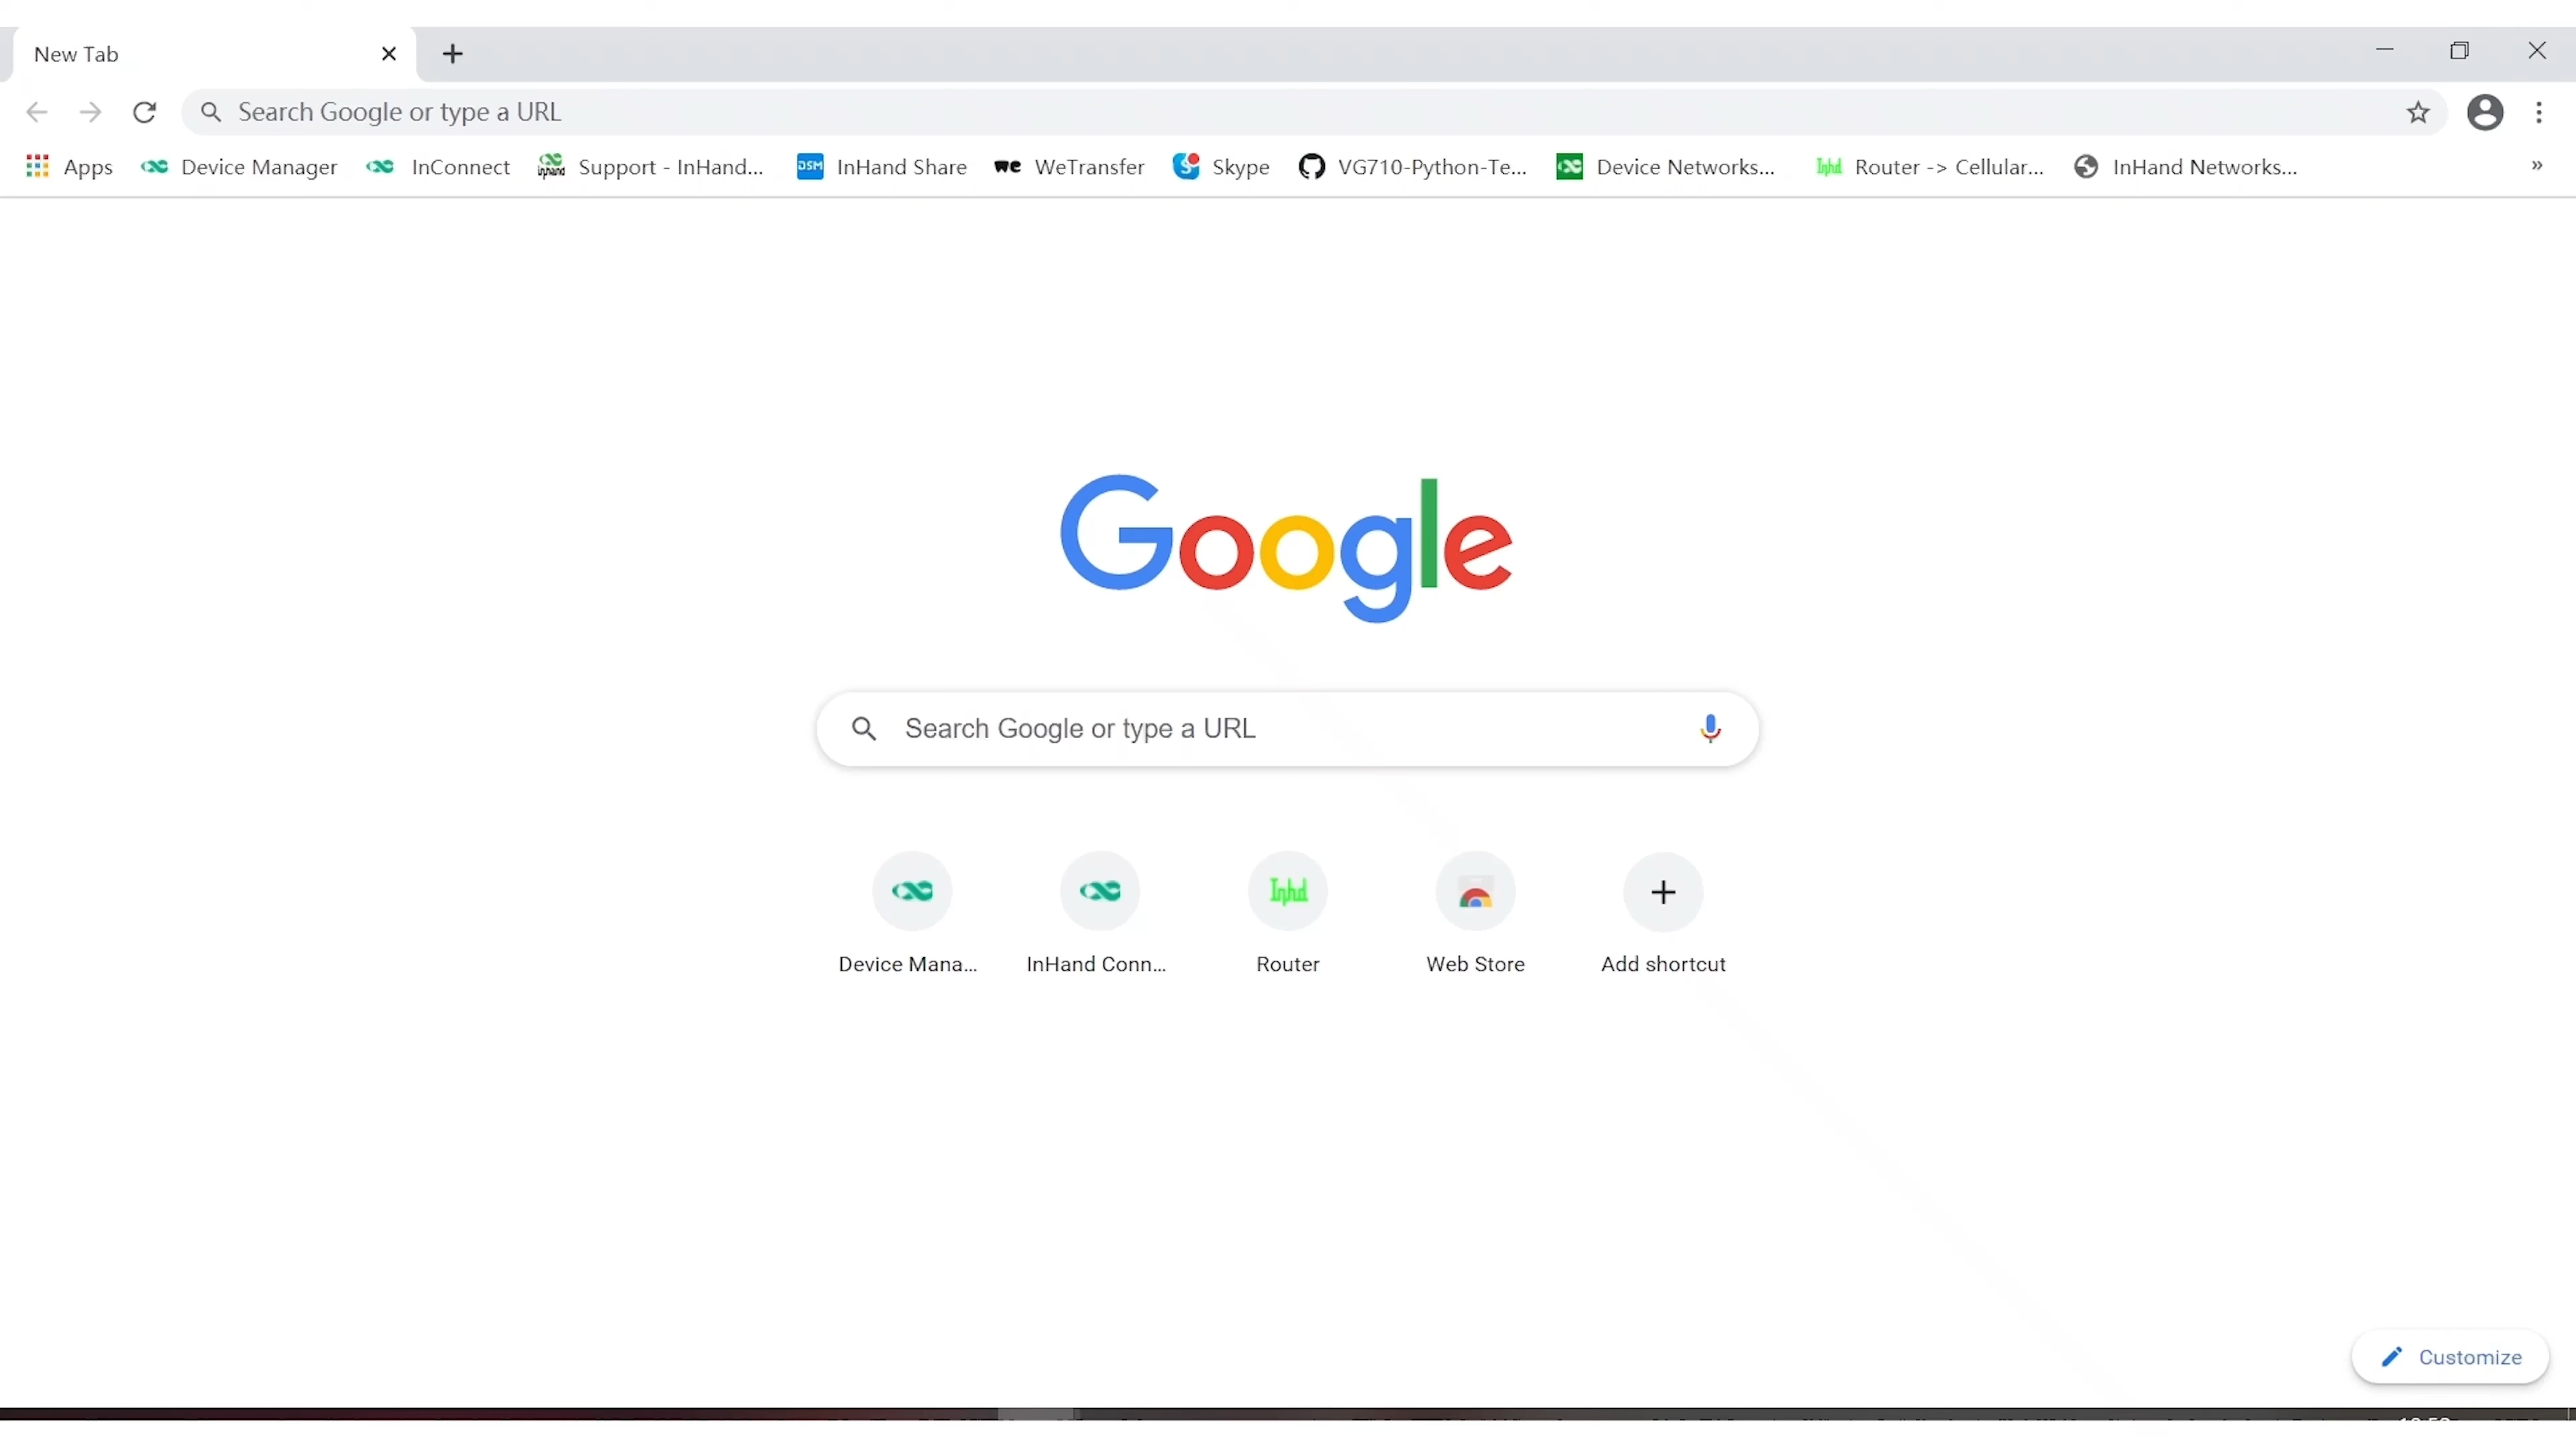 New Tab
Search Google or type a URL
Apps Device Manager InConnect Support - InHand... InHand Share WeTransfer Skype VG710-Python-Te... Device Networks... Router -> Cellular... InHand Networks... »
Google
Search Google or type a URL
Device Mana... InHand Conn... Router Web Store Add shortcut
Customize